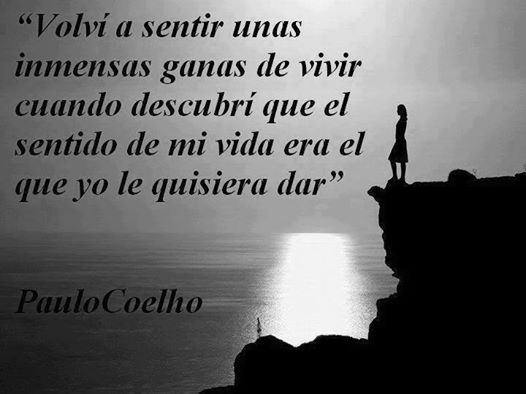 “Volví a sentir unas
inmensas ganas de vivir
cuando descubrí que el
sentido de mi vida era el
que yo le quisiera dar”
PauloCoelho